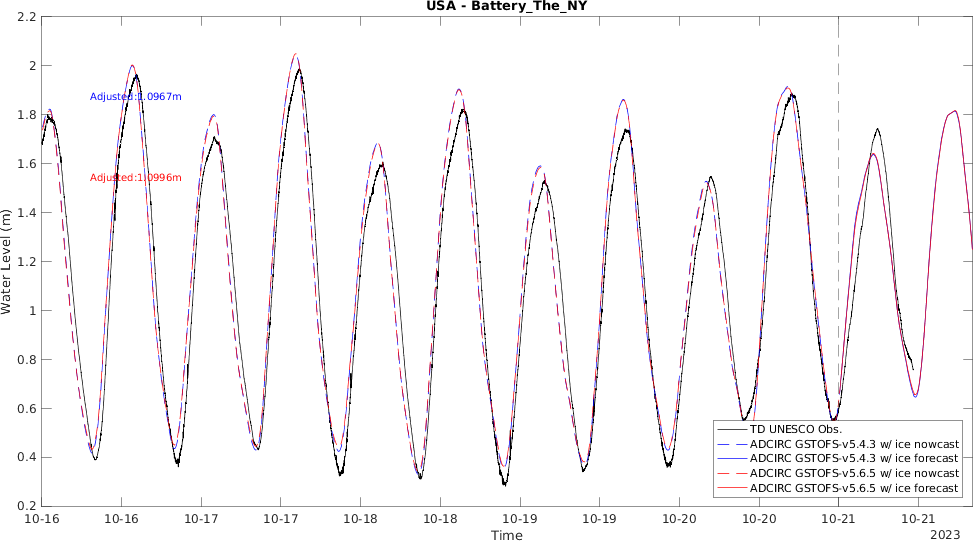 USA - Battery_The_NY
2.2
2
1.8
1.6
1.4
1.2
1
0.8
0.6
0.4
0.2
Water Level (m)
Adjusted:1.0967m
Adjusted:1.0996m
TD UNESCO Obs.
ADCIRC GSTOFS-v5.4.3 w/ ice nowcast
ADCIRC GSTOFS-v5.4.3 w/ ice forecast
ADCIRC GSTOFS-v5.6.5 w/ ice nowcast
ADCIRC GSTOFS-v5.6.5 w/ ice forecast
10-16 10-16 10-17 10-17 10-18 10-18 10-19 10-19 10-20 10-20 10-21 10-21
Time
2023